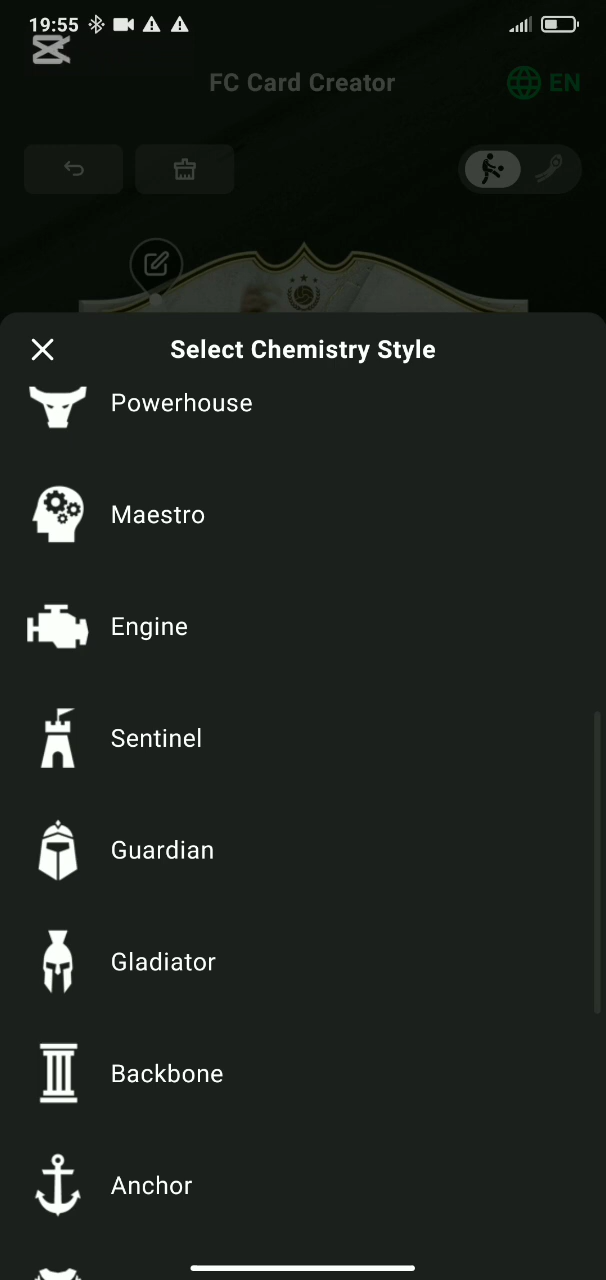 19:55
FC Card Creator
EN
Select Chemistry Style
Powerhouse
Maestro
Engine
Sentinel
Guardian
Gladiator
Backbone
Anchor